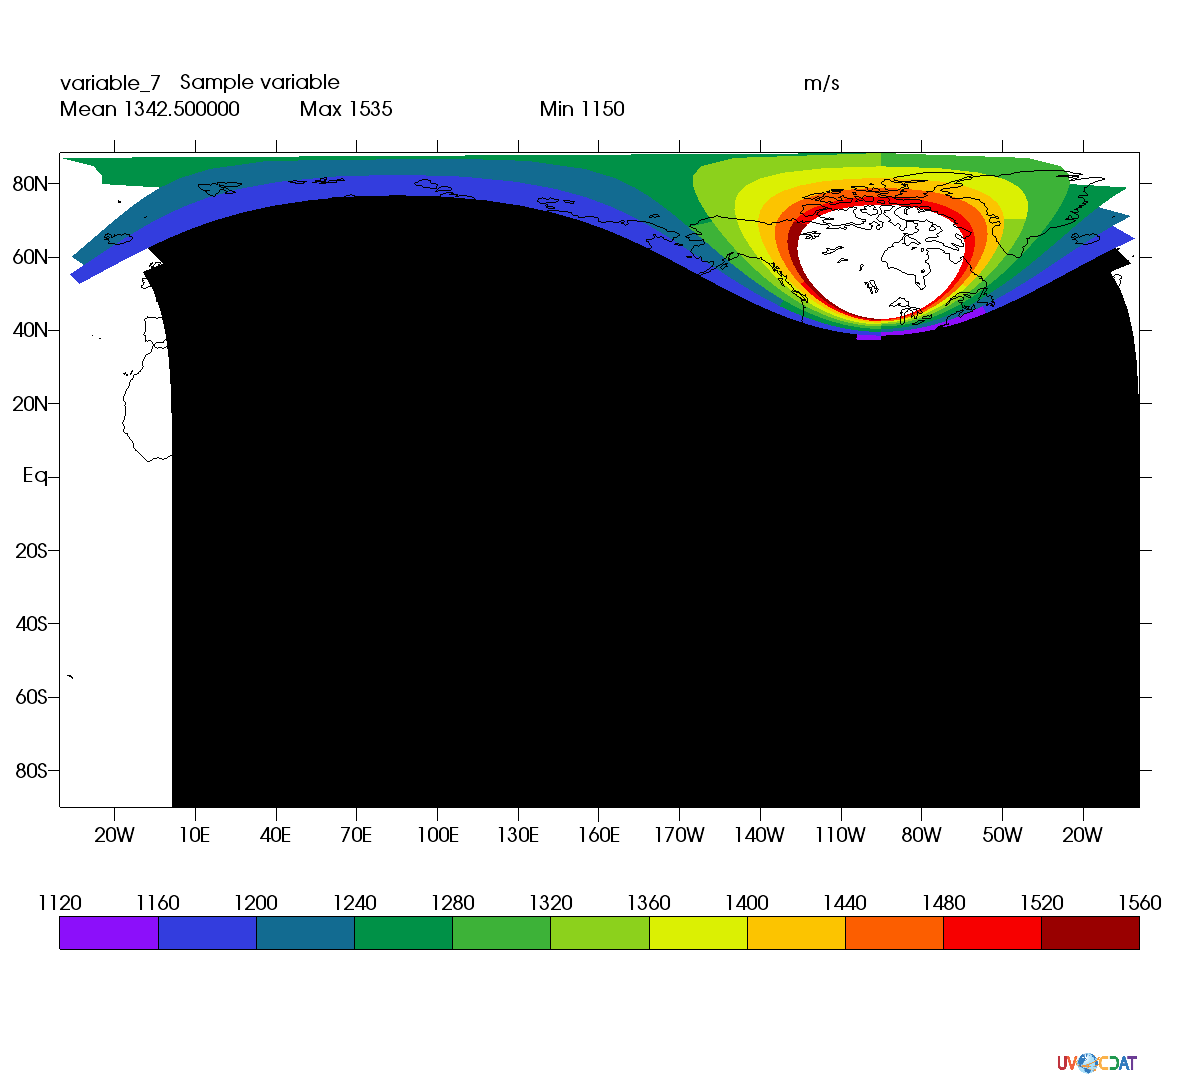 variable_7 Sample variable m/s
Mean 1342.500000 Max 1535 Min 1150
80N
60N
40N
20N
Eq
20S
40S
60S
80S
20W 10E 40E 70E 100E 130E 160E 170W 140W 110W 80W 50W 20W
1120 1160 1200 1240 1280 1320 1360 1400 1440 1480 1520 1560
UV CDAT